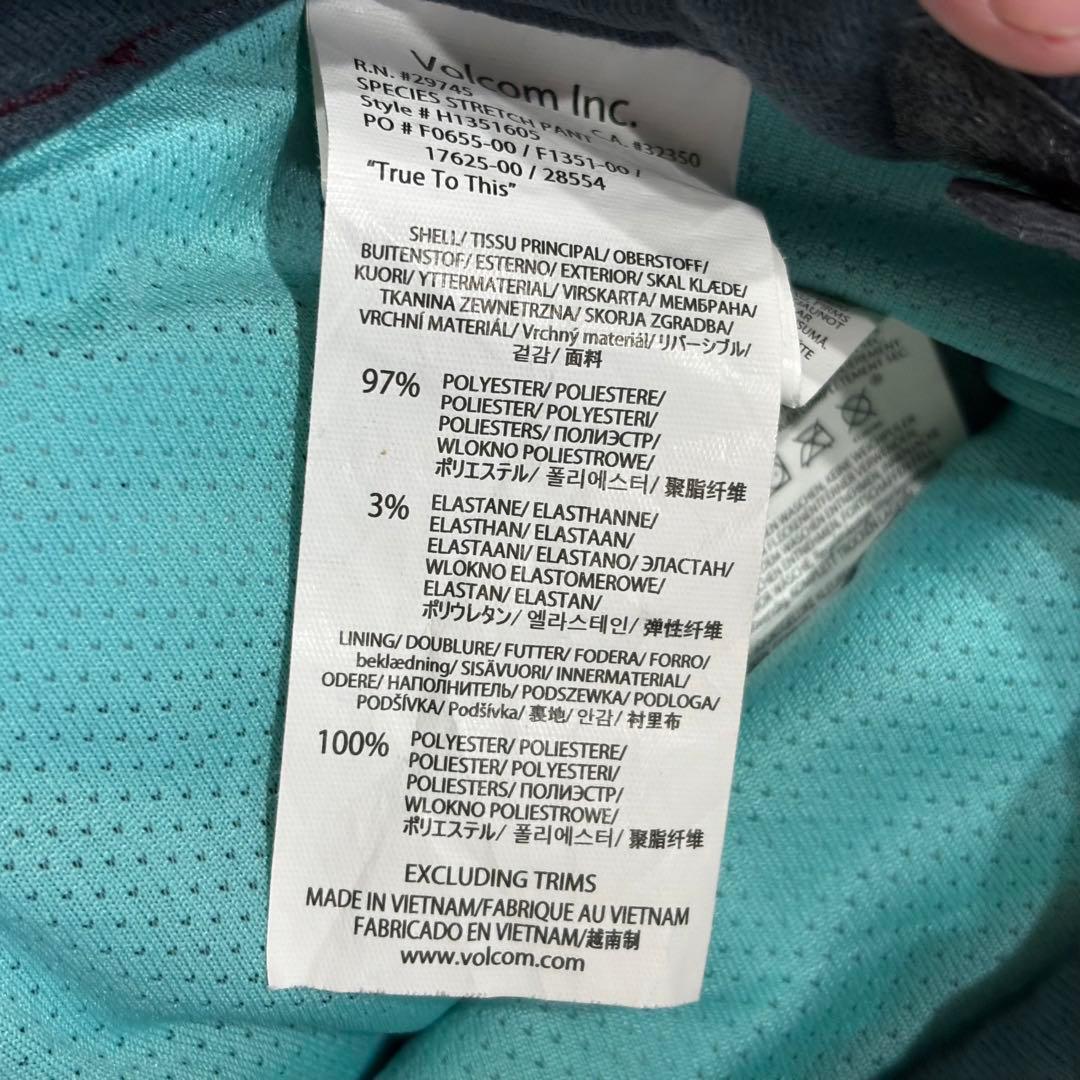 Volcom Inc.
R.N. #29745 CA. #32350
SPECIES STRETCH PANT
Style # H1351605
PO # F0655-00 / F1351-00 /
17625-00 / 28554
"True To This"
SHELL/ TISSU PRINCIPAL/ OBERSTOFF/
BUITENSTOF/ ESTERNO/ EXTERIOR/ SKAL KLÆDE/
KUORI/ YTTERMATERIAL/ VIRSKARTA/ МЕМБРАНА/
TKANINA ZEWNETRZNA/ SKORJA ZGRADBA/
VRCHNÍ MATERIÁL/ Vrchný materiál/ リバーシブル/
겉감/ 面料
97% POLYESTER/ POLIESTERE/
POLIESTER/ POLYESTERI/
POLIESTERS/ ПОЛИЭСТР/
WLOKNO POLIESTROWE/
ポリエステル/ 폴리에스터/ 聚脂纤维
3% ELASTANE/ ELASTHANNE/
ELASTHAN/ ELASTAAN/
ELASTAANI/ ELASTANO/ ЭЛАСТАН/
WLOKNO ELASTOMEROWE/
ELASTAN/ ELASTAN/
ポリウレタン/ 엘라스테인/ 弹性纤维
LINING/ DOUBLURE/ FUTTER/ FODERA/ FORRO/
beklædning/ SISÄVUORI/ INNERMATERIAL/
ODERE/ НАПОЛНИТЕЛЬ/ PODSZEWKA/ PODLOGA/
PODŠÍVKA/ Podšívka/ 裏地/ 안감/ 衬里布
100% POLYESTER/ POLIESTERE/
POLIESTER/ POLYESTERI/
POLIESTERS/ ПОЛИЭСТР/
WLOKNO POLIESTROWE/
ポリエステル/ 폴리에스터/ 聚脂纤维
EXCLUDING TRIMS
MADE IN VIETNAM/FABRIQUE AU VIETNAM
FABRICADO EN VIETNAM/越南制
www.volcom.com